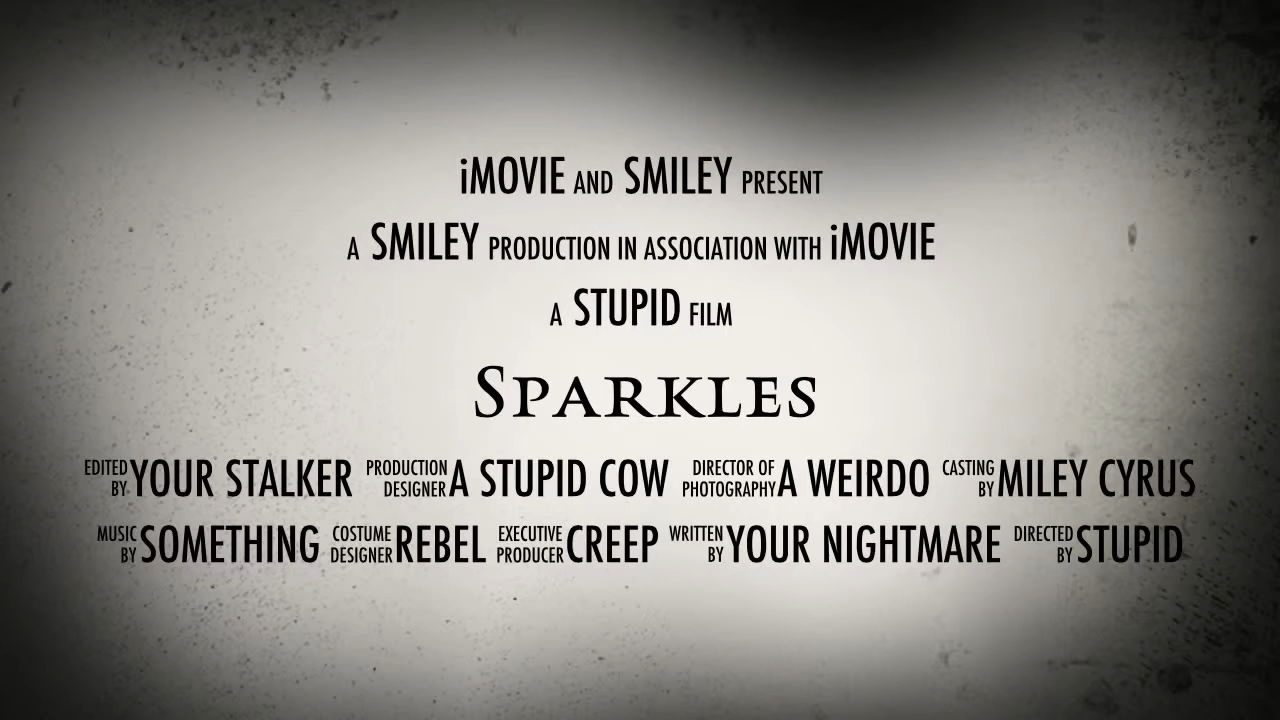 iMOVIE AND SMILEY PRESENT
A SMILEY PRODUCTION IN ASSOCIATION WITH iMOVIE
A STUPID FILM
SPARKLES
EDITED BY YOUR STALKER PRODUCTION DESIGNER A STUPID COW DIRECTOR OF PHOTOGRAPHY A WEIRDO CASTING BY MILEY CYRUS
MUSIC BY SOMETHING COSTUME DESIGNER REBEL EXECUTIVE PRODUCER CREEP WRITTEN BY YOUR NIGHTMARE DIRECTED BY STUPID